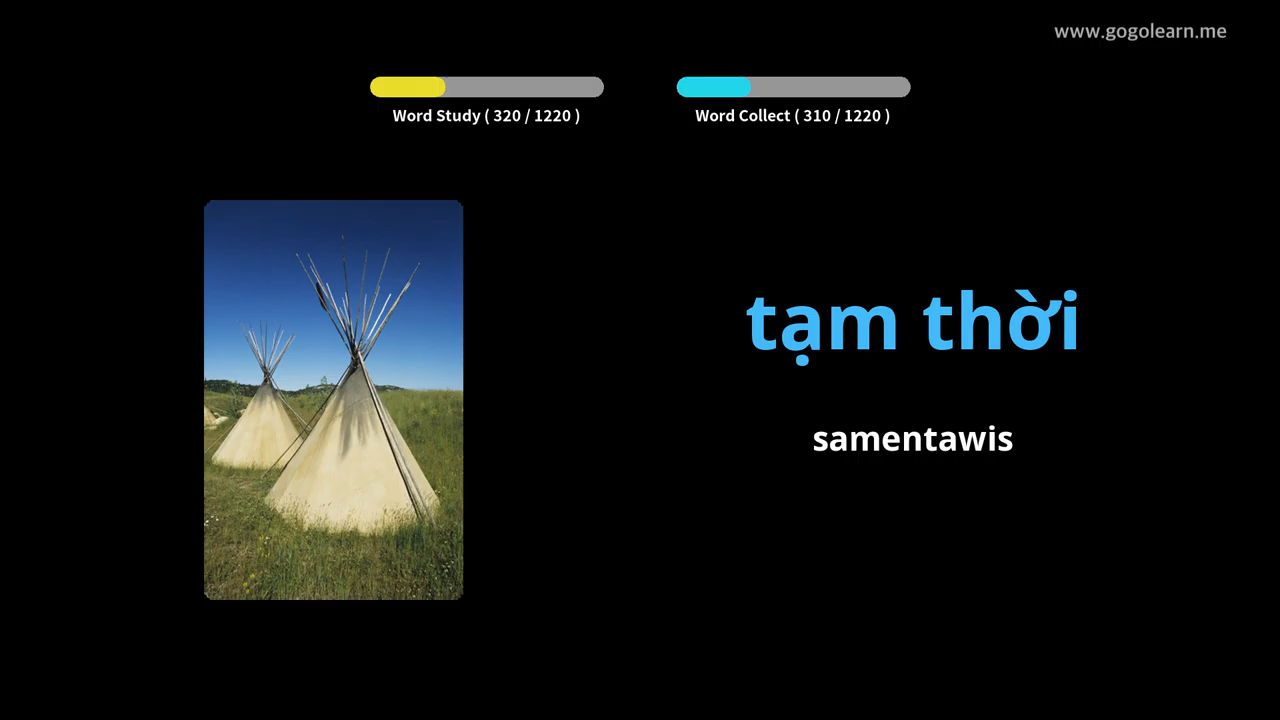 www.gogolearn.me
Word Study ( 320 / 1220 )
Word Collect ( 310 / 1220 )
tạm thời
samentawis